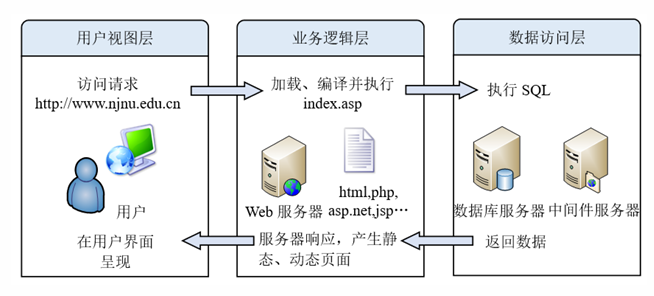 用户视图层
访问请求
http://www.njnu.edu.cn
用户
在用户界面
呈现
业务逻辑层
加载、编译并执行
index.asp
html,php,
asp.net,jsp…
Web 服务器
服务器响应，产生静
态、动态页面
数据访问层
执行 SQL
数据库服务器
中间件服务器
返回数据